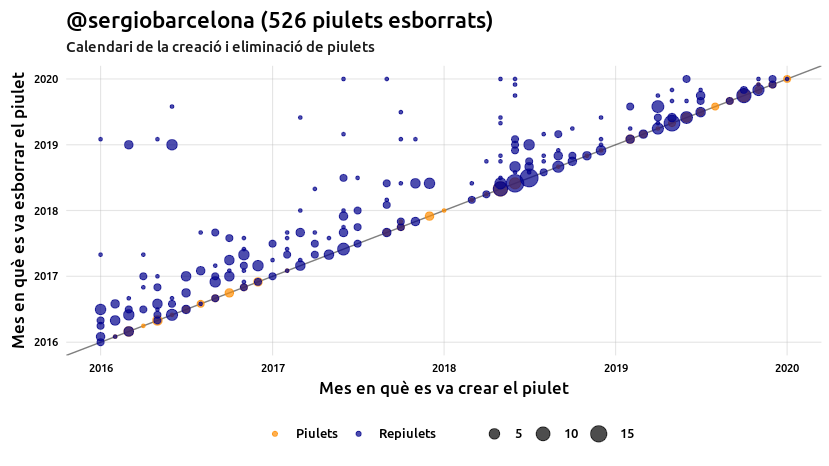 @sergiobarcelona (526 piulets esborrats)
Calendari de la creació i eliminació de piulets
Mes en què es va esborrar el piulet
2020
2019
2018
2017
2016
2016 2017 2018 2019 2020
Mes en què es va crear el piulet
Piulets Repiulets 5 10 15